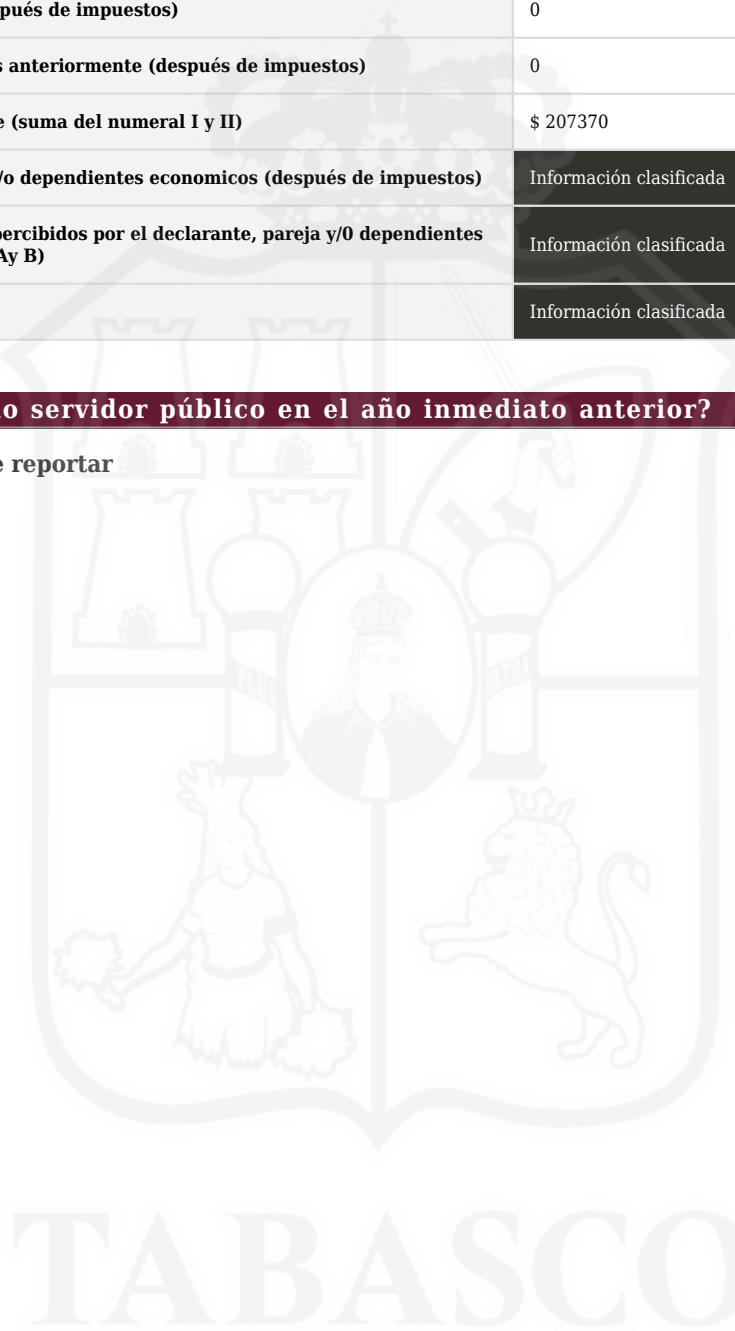 pués de impuestos) 0
s anteriormente (después de impuestos) 0
e (suma del numeral I y II) $ 207370
/o dependientes economicos (después de impuestos) Información clasificada
percibidos por el declarante, pareja y/0 dependientes
Ay B) Información clasificada
Información clasificada
o servidor público en el año inmediato anterior?
e reportar
PLUS ULTRA
TABASCO